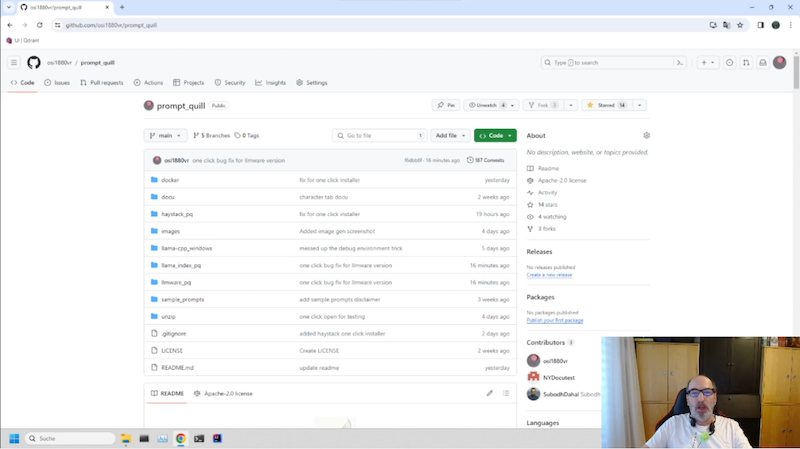 osi1880vr/prompt_quill
github.com/osi1880vr/prompt_quill
Ui | Qdrant
osi1880vr / prompt_quill
Type / to search
Code Issues Pull requests Actions Projects Security Insights Settings
prompt_quill Public
Pin Unwatch 4 Fork 3 Starred 14
main 5 Branches 0 Tags Go to file Add file Code
osi1880vr one click bug fix for llmware version 16 minutes ago 187 Commits
docker fix for one click installer yesterday
docu character tab docu 2 weeks ago
haystack_pq fix for one click installer 19 hours ago
images Added image gen screenshot 4 days ago
llama-cpp_windows messed up the debug environment trick 5 days ago
llama_index_pq one click bug fix for llmware version 16 minutes ago
llmware_pq one click bug fix for llmware version 16 minutes ago
sample_prompts add sample prompts disclaimer 3 weeks ago
unzip one click open for testing 4 days ago
.gitignore added haystack one click installer 2 days ago
LICENSE Create LICENSE 2 weeks ago
README.md update readme yesterday
README Apache-2.0 license
About
No description, website, or topics provided.
Readme
Apache-2.0 license
Activity
14 stars
4 watching
3 forks
Releases
No releases published
Create a new release
Packages
No packages published
Publish your first package
Contributors 3
osi1880vr
NYDocutest
SubodhDahal Subodh
Languages
Suche